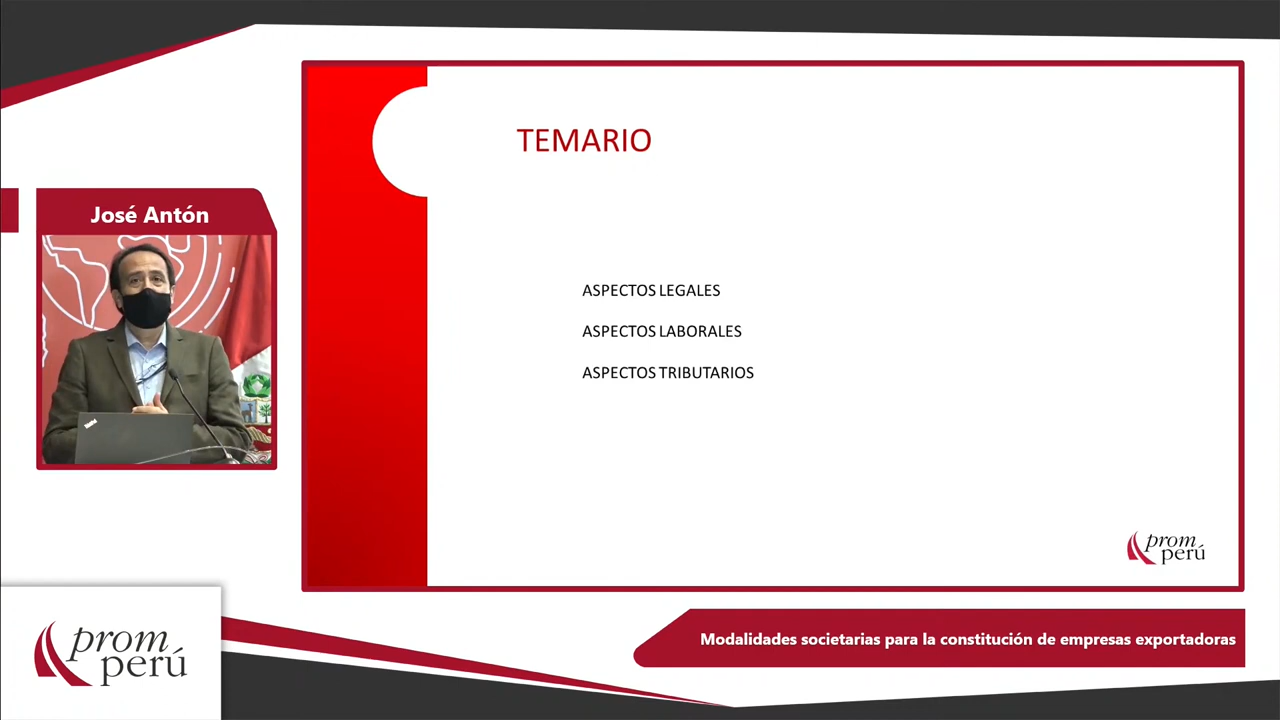 José Antón
TEMARIO
ASPECTOS LEGALES
ASPECTOS LABORALES
ASPECTOS TRIBUTARIOS
prom
perú
Modalidades societarias para la constitución de empresas exportadoras
prom
perú